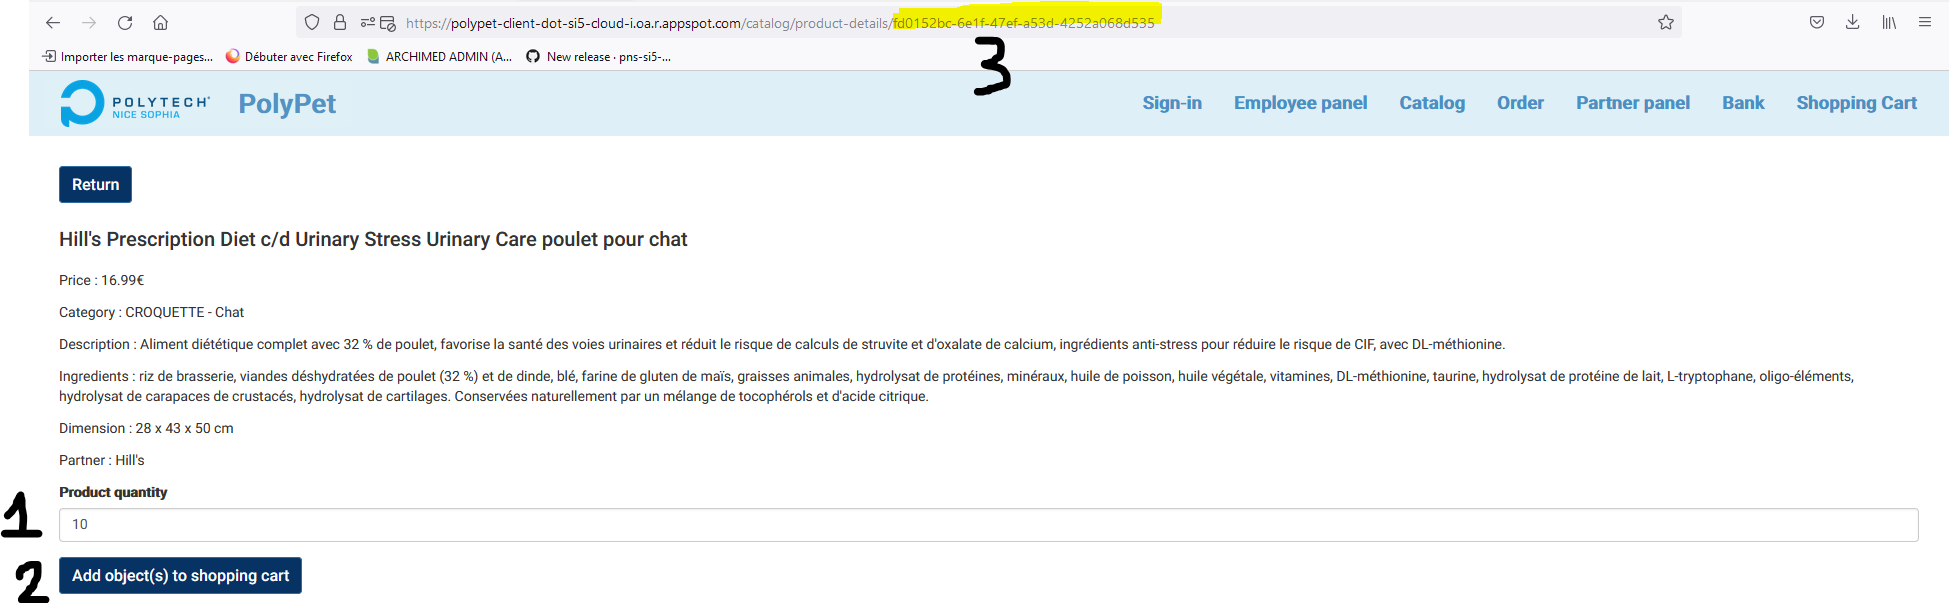 https://polypet-client-dot-si5-cloud-i.oa.r.appspot.com/catalog/product-details/fd0152bc-6e1f-47ef-a53d-4252a068d535
Importer les marque-pages... Débuter avec Firefox ARCHIMED ADMIN (A... New release · pns-si5-...
3
POLYTECH
NICE SOPHIA
PolyPet
Sign-in Employee panel Catalog Order Partner panel Bank Shopping Cart
Return
Hill's Prescription Diet c/d Urinary Stress Urinary Care poulet pour chat
Price : 16.99€
Category : CROQUETTE - Chat
Description : Aliment diététique complet avec 32 % de poulet, favorise la santé des voies urinaires et réduit le risque de calculs de struvite et d'oxalate de calcium, ingrédients anti-stress pour réduire le risque de CIF, avec DL-méthionine.
Ingredients : riz de brasserie, viandes déshydratées de poulet (32 %) et de dinde, blé, farine de gluten de maïs, graisses animales, hydrolysat de protéines, minéraux, huile de poisson, huile végétale, vitamines, DL-méthionine, taurine, hydrolysat de protéine de lait, L-tryptophane, oligo-éléments,
hydrolysat de carapaces de crustacés, hydrolysat de cartilages. Conservées naturellement par un mélange de tocophérols et d'acide citrique.
Dimension : 28 x 43 x 50 cm
Partner : Hill's
Product quantity
1
10
2
Add object(s) to shopping cart